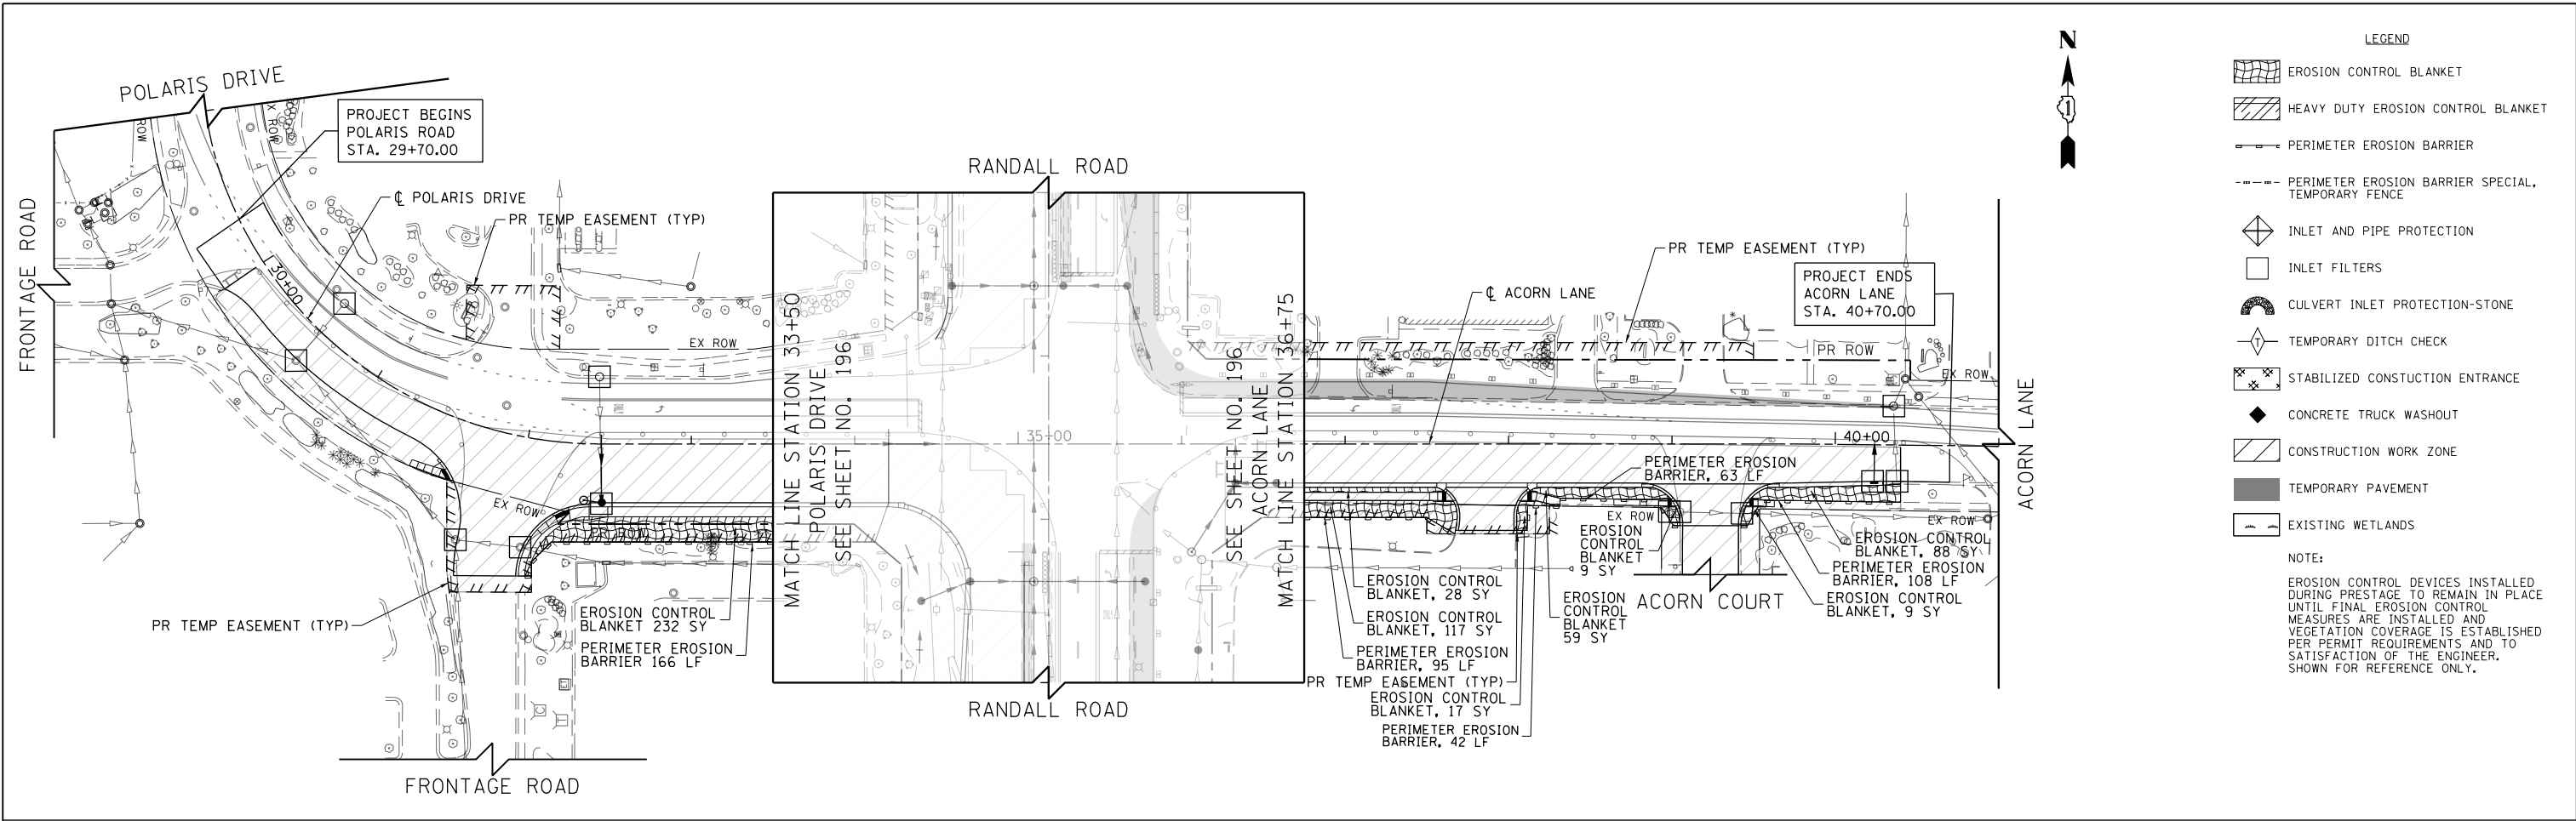 POLARIS DRIVE
PROJECT BEGINS
POLARIS ROAD
STA. 29+70.00
℄ POLARIS DRIVE
PR TEMP EASEMENT (TYP)
ROW
ROW
FRONTAGE ROAD
30+00
EX ROW
EX ROW
PR ROW
PR TEMP EASEMENT (TYP)
EROSION CONTROL
BLANKET 232 SY
PERIMETER EROSION
BARRIER 166 LF
FRONTAGE ROAD
RANDALL ROAD
MATCH LINE STATION 33+50
POLARIS DRIVE
SEE SHEET NO. 196
35+00
SEE SHEET NO. 196
ACORN LANE
MATCH LINE STATION 36+75
RANDALL ROAD
PR TEMP EASEMENT (TYP)
℄ ACORN LANE
PROJECT ENDS
ACORN LANE
STA. 40+70.00
PR ROW
EX ROW
40+00
ACORN LANE
PERIMETER EROSION
BARRIER, 63 LF
EX ROW
EX ROW
EROSION
CONTROL
BLANKET
9 SY
EROSION CONTROL
BLANKET, 88 SY
PERIMETER EROSION
BARRIER, 108 LF
EROSION CONTROL
BLANKET, 9 SY
ACORN COURT
EROSION CONTROL
BLANKET, 28 SY
EROSION
CONTROL
BLANKET
59 SY
EROSION CONTROL
BLANKET, 117 SY
PERIMETER EROSION
BARRIER, 95 LF
PR TEMP EASEMENT (TYP)
EROSION CONTROL
BLANKET, 17 SY
PERIMETER EROSION
BARRIER, 42 LF
N
1
LEGEND
EROSION CONTROL BLANKET
HEAVY DUTY EROSION CONTROL BLANKET
PERIMETER EROSION BARRIER
PERIMETER EROSION BARRIER SPECIAL,
TEMPORARY FENCE
INLET AND PIPE PROTECTION
INLET FILTERS
CULVERT INLET PROTECTION-STONE
T
TEMPORARY DITCH CHECK
STABILIZED CONSTUCTION ENTRANCE
CONCRETE TRUCK WASHOUT
CONSTRUCTION WORK ZONE
TEMPORARY PAVEMENT
EXISTING WETLANDS
NOTE:
EROSION CONTROL DEVICES INSTALLED
DURING PRESTAGE TO REMAIN IN PLACE
UNTIL FINAL EROSION CONTROL
MEASURES ARE INSTALLED AND
VEGETATION COVERAGE IS ESTABLISHED
PER PERMIT REQUIREMENTS AND TO
SATISFACTION OF THE ENGINEER.
SHOWN FOR REFERENCE ONLY.